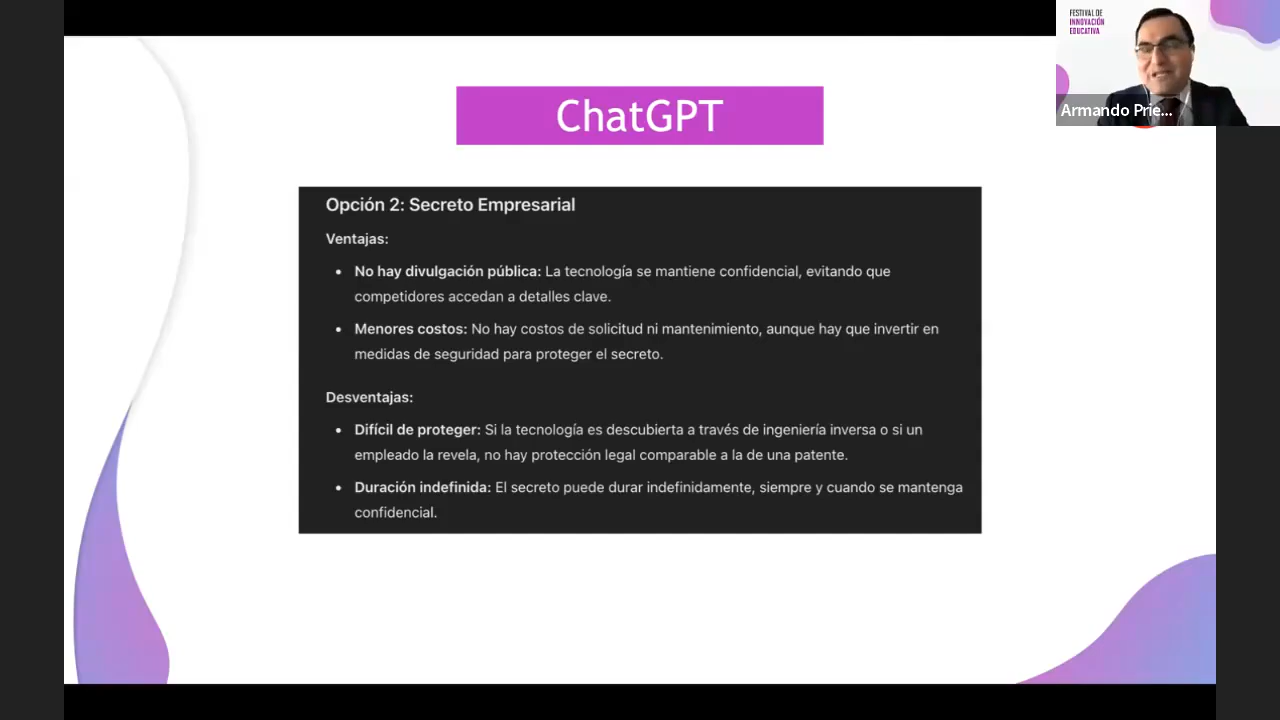 FESTIVAL DE
INNOVACIÓN
EDUCATIVA
Armando Prie...
ChatGPT
Opción 2: Secreto Empresarial
Ventajas:
• No hay divulgación pública: La tecnología se mantiene confidencial, evitando que
competidores accedan a detalles clave.
• Menores costos: No hay costos de solicitud ni mantenimiento, aunque hay que invertir en
medidas de seguridad para proteger el secreto.
Desventajas:
• Difícil de proteger: Si la tecnología es descubierta a través de ingeniería inversa o si un
empleado la revela, no hay protección legal comparable a la de una patente.
• Duración indefinida: El secreto puede durar indefinidamente, siempre y cuando se mantenga
confidencial.